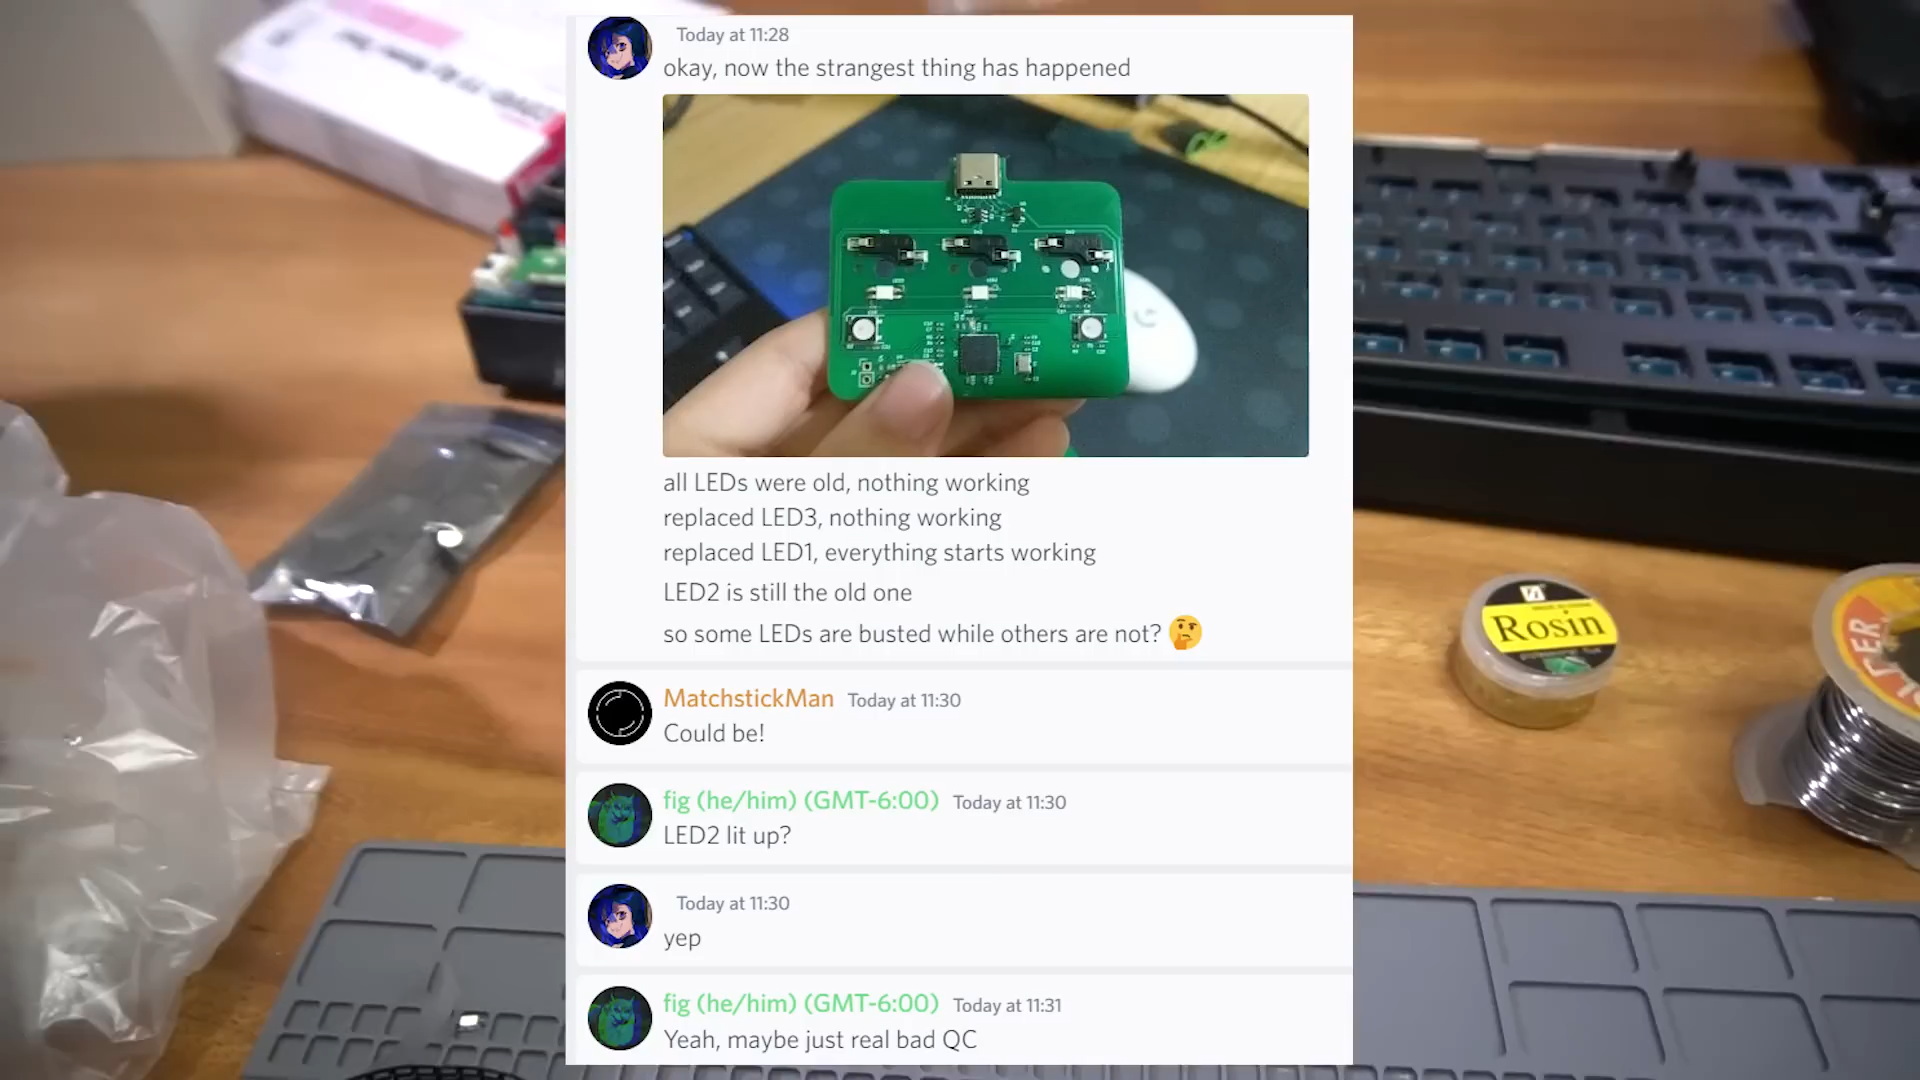 Today at 11:28
okay, now the strangest thing has happened
all LEDs were old, nothing working
replaced LED3, nothing working
replaced LED1, everything starts working
LED2 is still the old one
so some LEDs are busted while others are not? 🤔
MatchstickMan Today at 11:30
Could be!
fig (he/him) (GMT-6:00) Today at 11:30
LED2 lit up?
Today at 11:30
yep
fig (he/him) (GMT-6:00) Today at 11:31
Yeah, maybe just real bad QC
Rosin